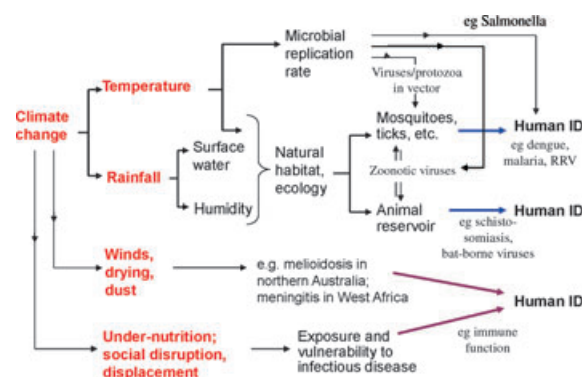 eg Salmonella
Microbial
replication
rate
Viruses/protozoa
in vector
Temperature
Climate
change
Mosquitoes,
ticks, etc.
Human ID
eg dengue,
malaria, RRV
Surface
water
Natural
habitat,
ecology
Zoonotic viruses
Rainfall
Humidity
Animal
reservoir
Human ID
eg schisto-
somiasis,
bat-borne viruses
Winds,
drying,
dust
e.g. melioidosis in
northern Australia;
meningitis in West Africa
Human ID
Under-nutrition;
social disruption,
displacement
Exposure and
vulnerability to
infectious disease
eg immune
function